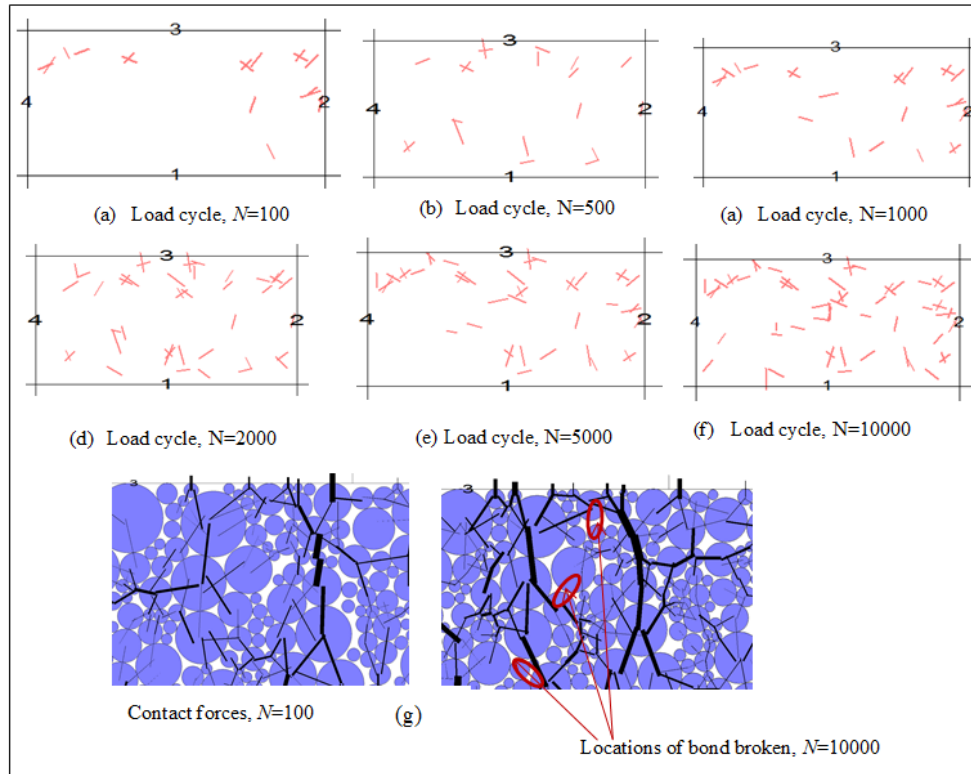 3
4
2
1
(a) Load cycle, N=100
3
4
2
1
(b) Load cycle, N=500
3
4
2
1
(a) Load cycle, N=1000
3
4
2
1
(d) Load cycle, N=2000
3
4
2
1
(e) Load cycle, N=5000
3
4
2
1
(f) Load cycle, N=10000
3
3
Contact forces, N=100
(g)
Locations of bond broken, N=10000